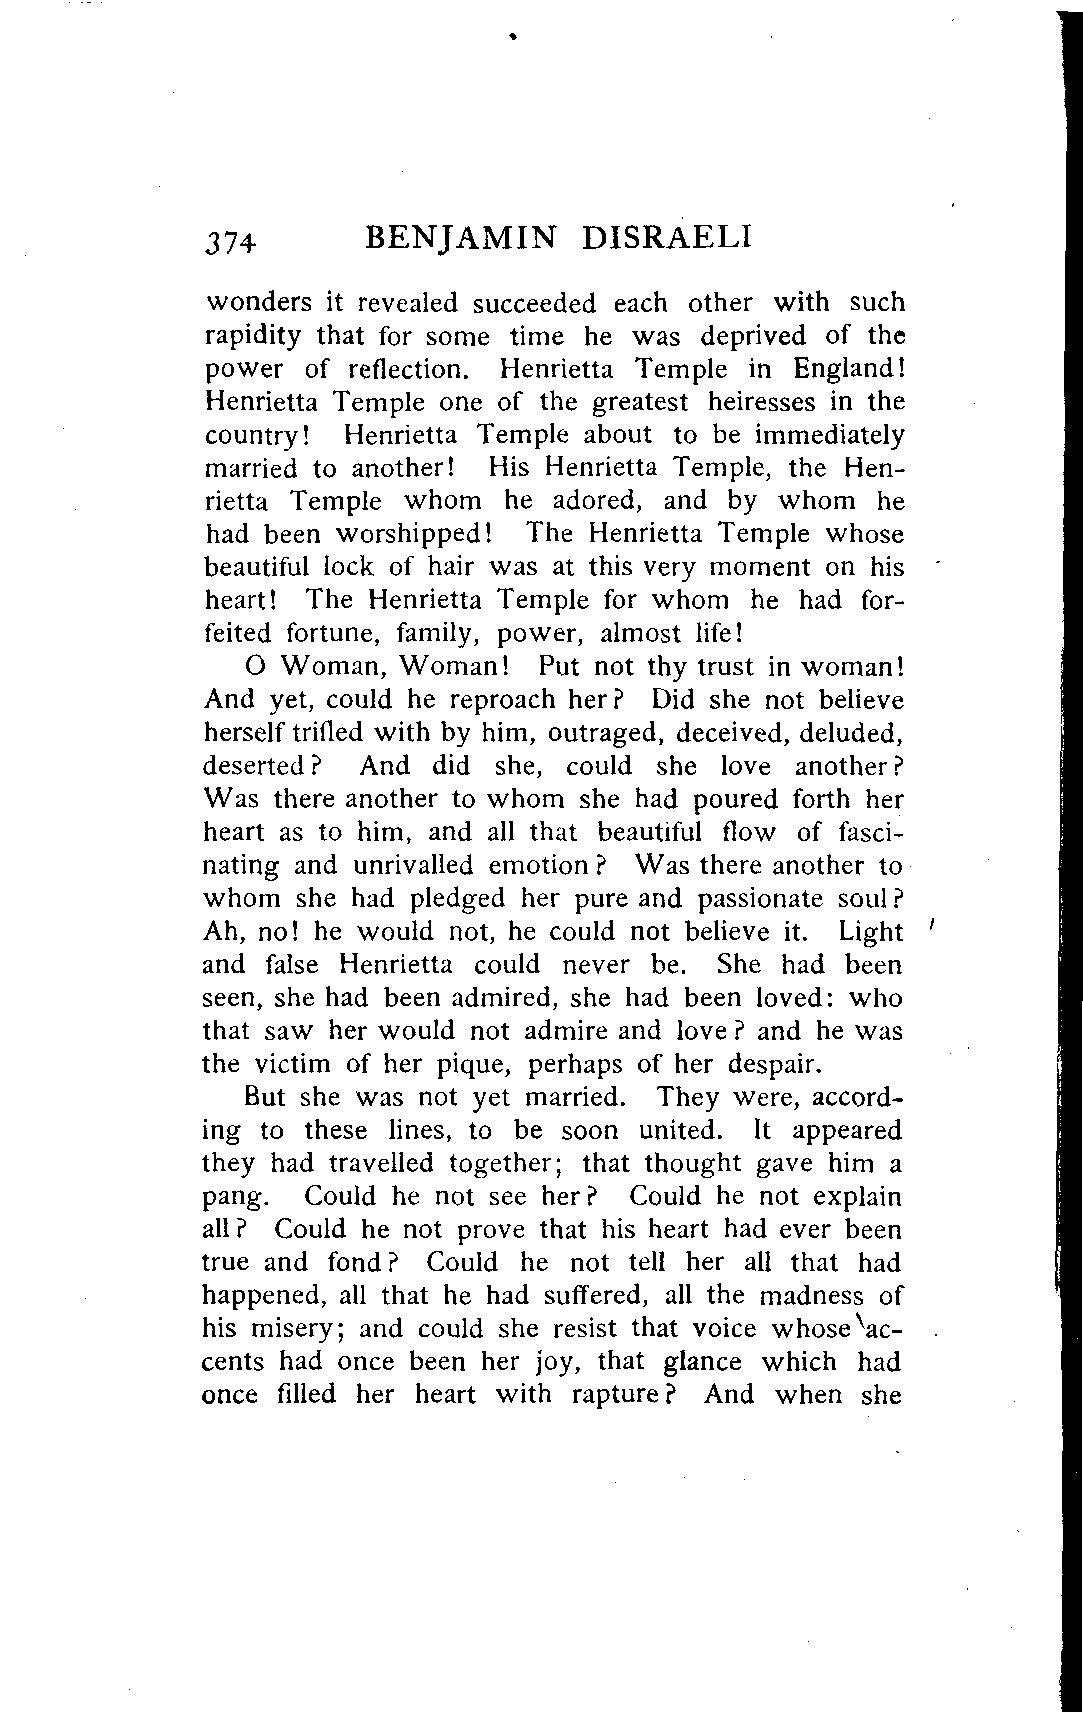 374 BENJAMIN DISRAELI
wonders it revealed succeeded each other with such
rapidity that for some time he was deprived of the
power of reflection. Henrietta Temple in England!
Henrietta Temple one of the greatest heiresses in the
country! Henrietta Temple about to be immediately
married to another! His Henrietta Temple, the Hen-
rietta Temple whom he adored, and by whom he
had been worshipped! The Henrietta Temple whose
beautiful lock of hair was at this very moment on his
heart! The Henrietta Temple for whom he had for-
feited fortune, family, power, almost life!
O Woman, Woman! Put not thy trust in woman!
And yet, could he reproach her? Did she not believe
herself trifled with by him, outraged, deceived, deluded,
deserted? And did she, could she love another?
Was there another to whom she had poured forth her
heart as to him, and all that beautiful flow of fasci-
nating and unrivalled emotion? Was there another to
whom she had pledged her pure and passionate soul?
Ah, no! he would not, he could not believe it. Light
and false Henrietta could never be. She had been
seen, she had been admired, she had been loved: who
that saw her would not admire and love? and he was
the victim of her pique, perhaps of her despair.
But she was not yet married. They were, accord-
ing to these lines, to be soon united. It appeared
they had travelled together; that thought gave him a
pang. Could he not see her? Could he not explain
all? Could he not prove that his heart had ever been
true and fond? Could he not tell her all that had
happened, all that he had suffered, all the madness of
his misery; and could she resist that voice whose ac-
cents had once been her joy, that glance which had
once filled her heart with rapture? And when she